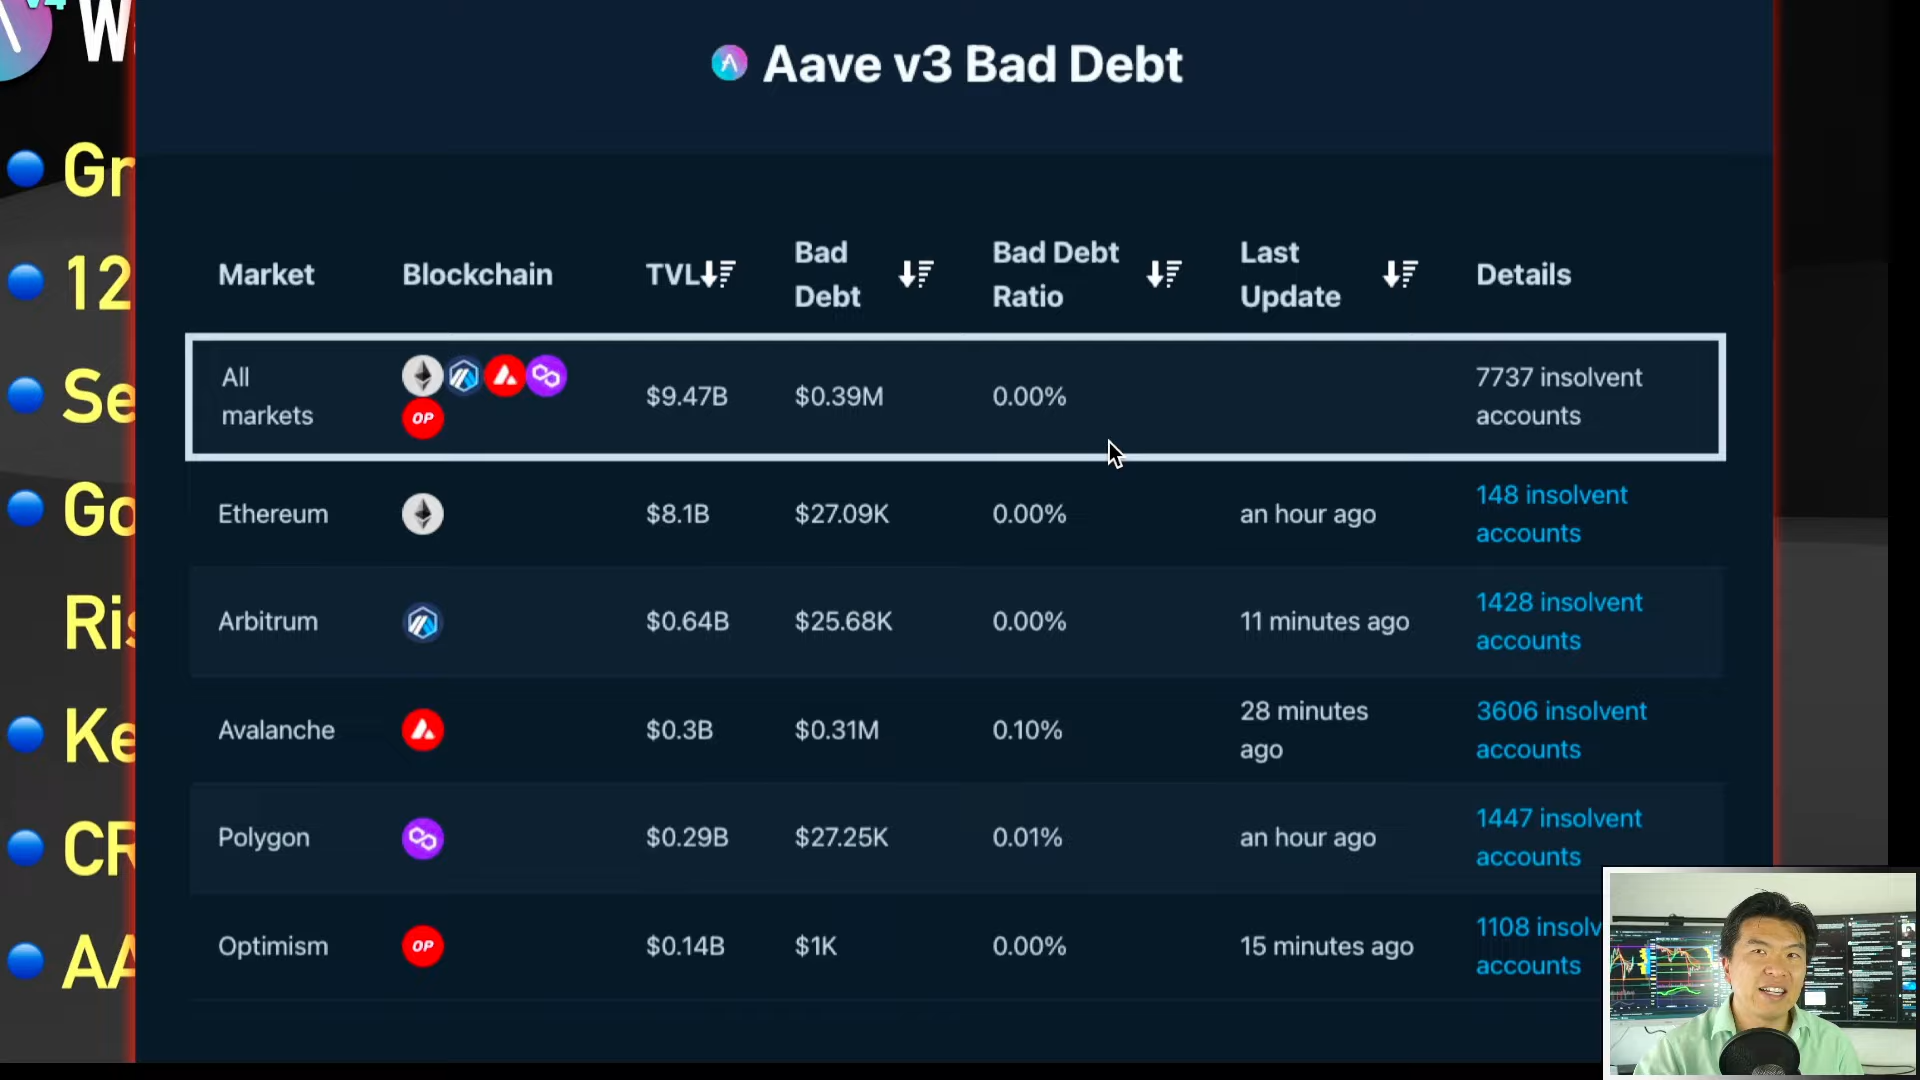 v4
W
Gr
12
Se
Go
Ris
Ke
CR
AA
Aave v3 Bad Debt
Market Blockchain TVL Bad Debt Bad Debt Ratio Last Update Details
All markets OP $9.47B $0.39M 0.00% 7737 insolvent accounts
Ethereum $8.1B $27.09K 0.00% an hour ago 148 insolvent accounts
Arbitrum $0.64B $25.68K 0.00% 11 minutes ago 1428 insolvent accounts
Avalanche $0.3B $0.31M 0.10% 28 minutes ago 3606 insolvent accounts
Polygon $0.29B $27.25K 0.01% an hour ago 1447 insolvent accounts
Optimism OP $0.14B $1K 0.00% 15 minutes ago 1108 insolv accounts